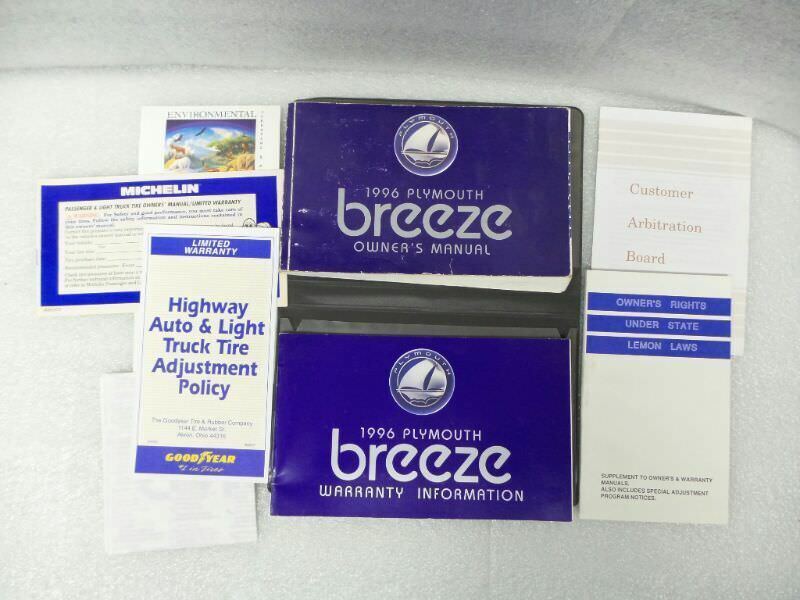 ENVIRONMENTAL
MICHELIN
PASSENGER & LIGHT TRUCK TIRE OWNERS' MANUAL/LIMITED WARRANTY
LIMITED
WARRANTY
Highway
Auto & Light
Truck Tire
Adjustment
Policy
The Goodyear Tire & Rubber Company
1144 E. Market St.
Akron, Ohio 44316
GOODYEAR
#1 in Tires
PLYMOUTH
1996 PLYMOUTH
breeze
OWNER'S MANUAL
PLYMOUTH
1996 PLYMOUTH
breeze
WARRANTY INFORMATION
Customer
Arbitration
Board
OWNER'S RIGHTS
UNDER STATE
LEMON LAWS
SUPPLEMENT TO OWNER'S & WARRANTY
MANUALS.
ALSO INCLUDES SPECIAL ADJUSTMENT
PROGRAM NOTICES.